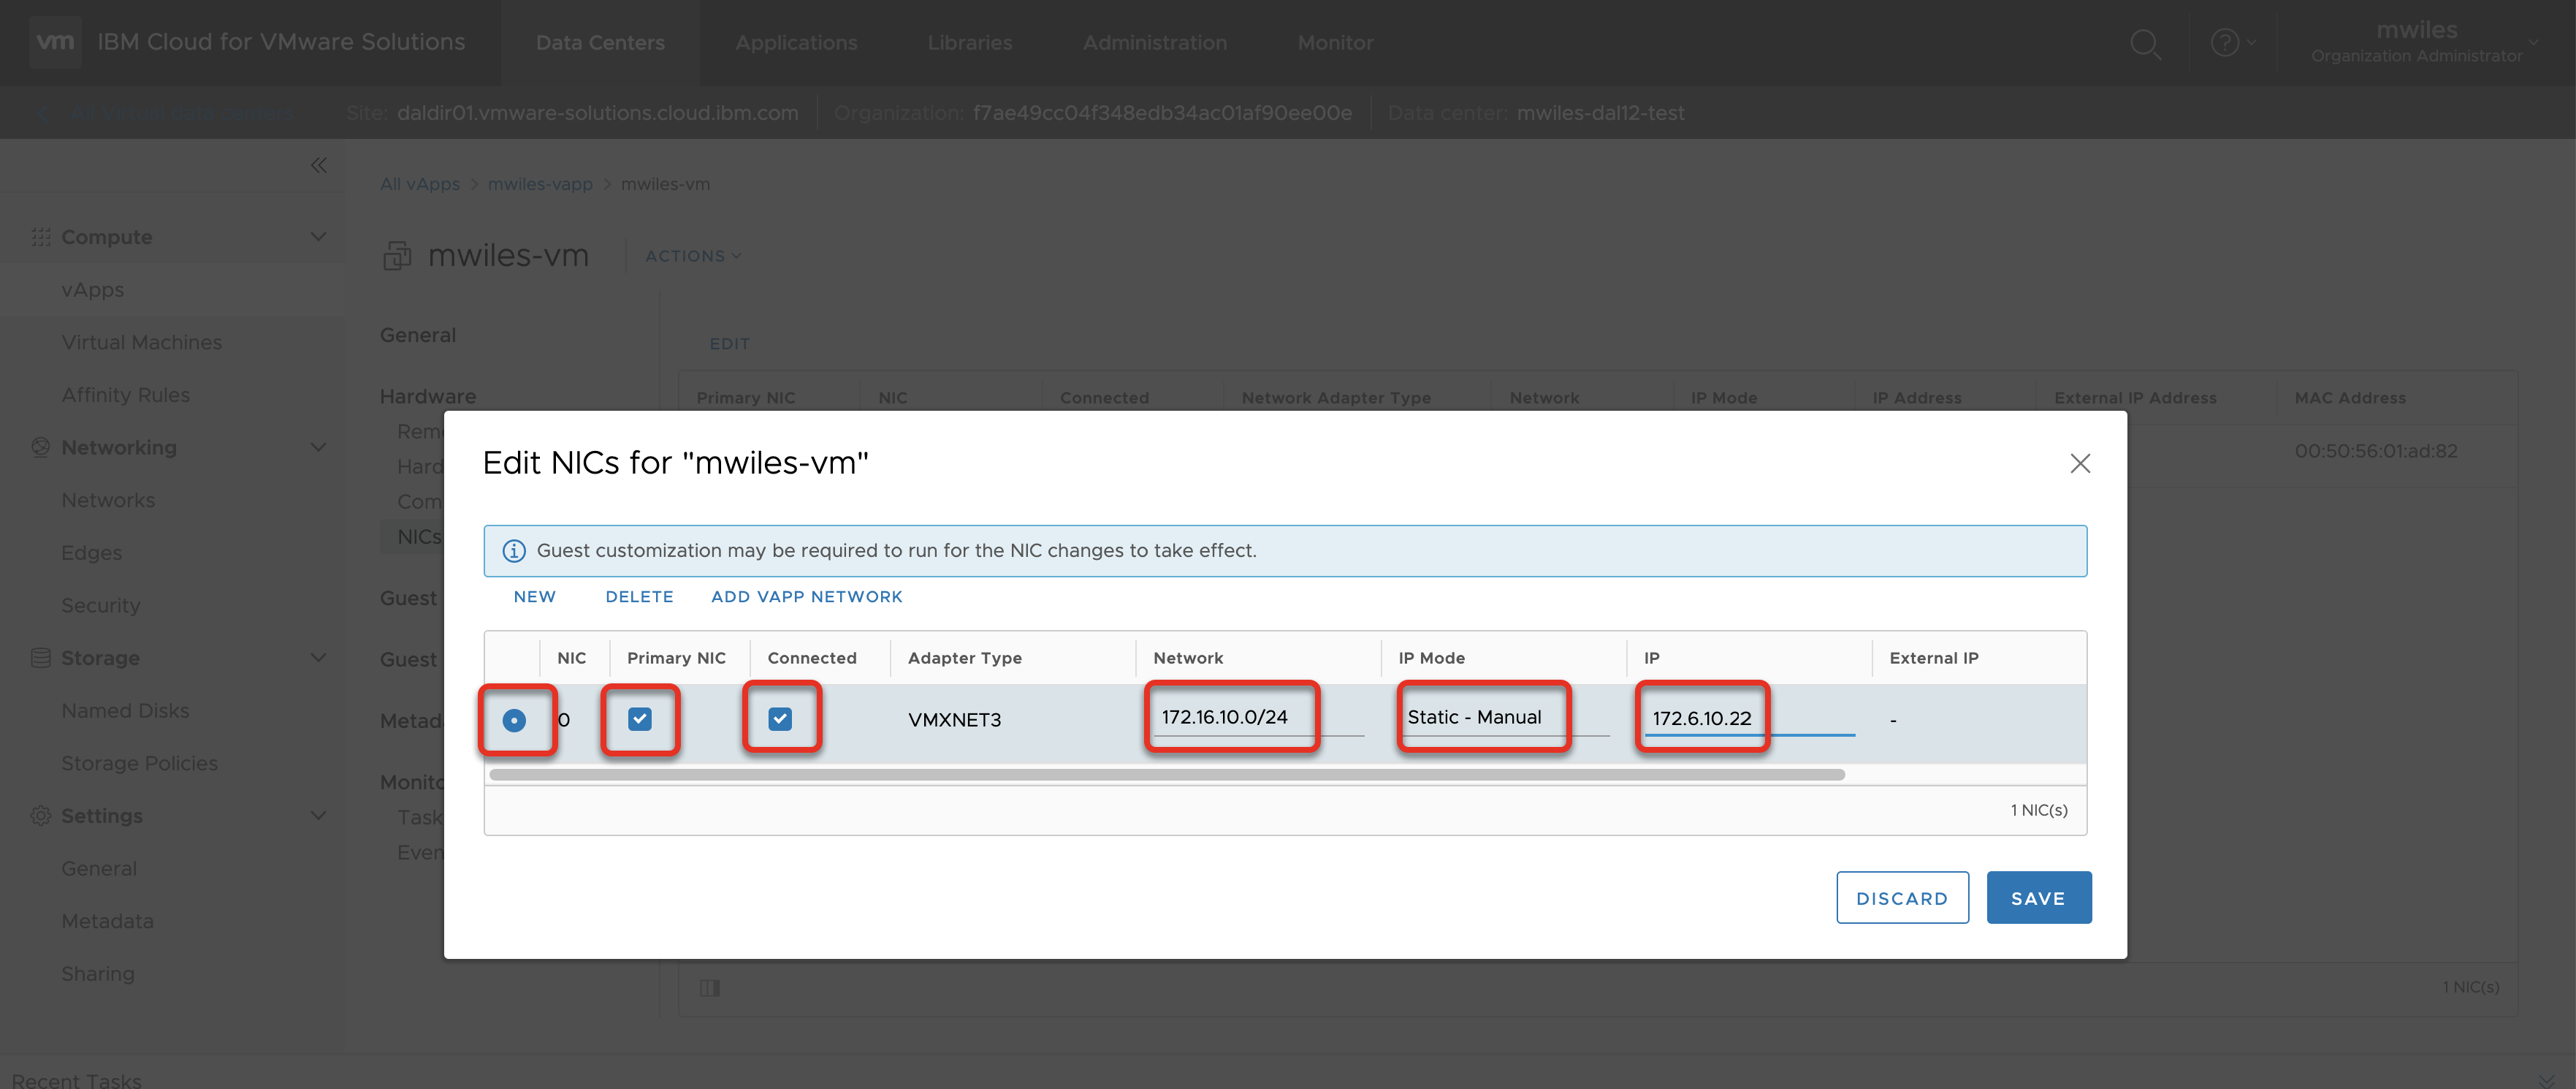 vm IBM Cloud for VMware Solutions Data Centers Applications Libraries Administration Monitor mwiles
Organization Administrator
All Virtual data centers Site: daldir01.vmware-solutions.cloud.ibm.com Organization: f7ae49cc04f348edb34ac01af90ee00e Data center: mwiles-dal12-test
All vApps > mwiles-vapp > mwiles-vm
Compute
vApps
Virtual Machines
Affinity Rules
Networking
Networks
Edges
Security
Storage
Named Disks
Storage Policies
Settings
General
Metadata
Sharing
mwiles-vm ACTIONS
General
Hardware
Rem
Hard
Com
NICs
Guest
Guest
Metad
Monito
Task
Even
EDIT
Primary NIC NIC Connected Network Adapter Type Network IP Mode IP Address External IP Address MAC Address
00:50:56:01:ad:82
Edit NICs for "mwiles-vm"
Guest customization may be required to run for the NIC changes to take effect.
NEW DELETE ADD VAPP NETWORK
NIC Primary NIC Connected Adapter Type Network IP Mode IP External IP
0 VMXNET3 172.16.10.0/24 Static - Manual 172.6.10.22 -
1 NIC(s)
DISCARD SAVE
1 NIC(s)
Recent Tasks